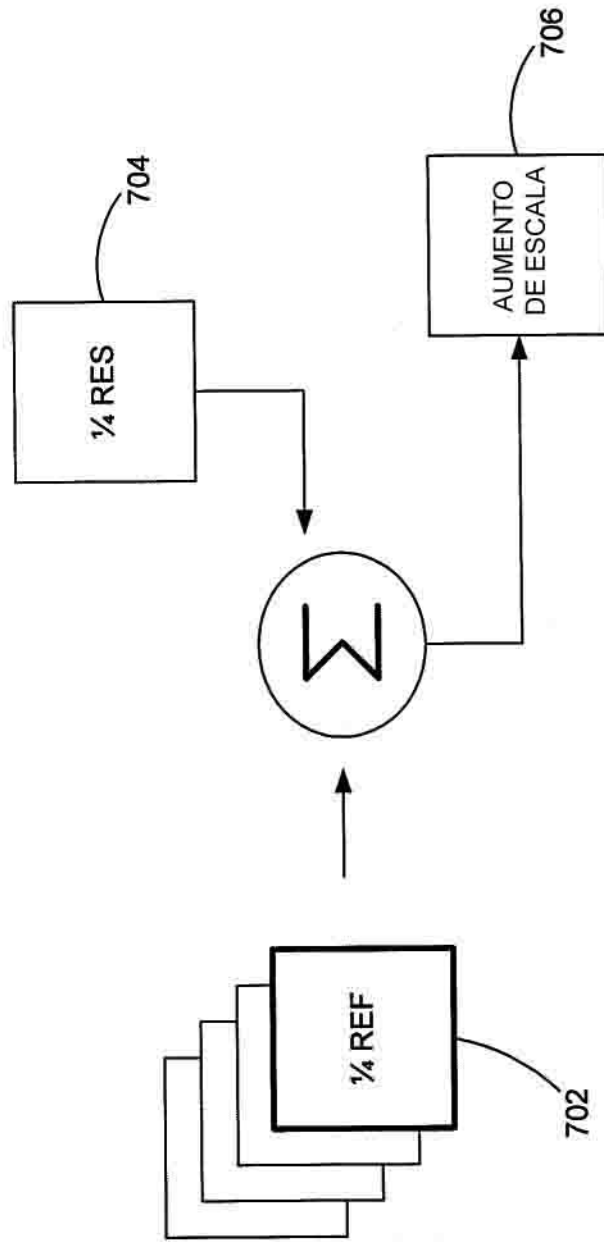 ¼ REF
702
Σ
¼ RES
704
AUMENTO
DE ESCALA
706